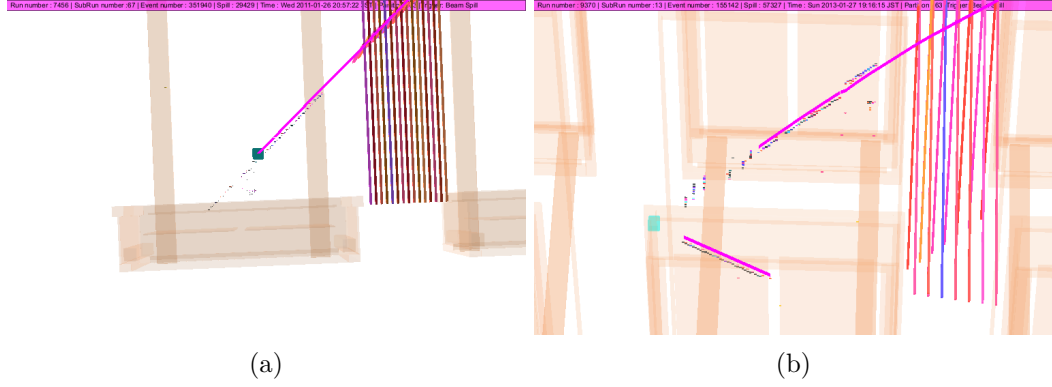 Run number : 7456 | SubRun number :67 | Event number : 351940 | Spill : 29429 | Time : Wed 2011-01-26 20:57:22 Trigger: Beam Spill
Run number : 9370 | SubRun number :13 | Event number : 155142 | Spill : 57327 | Time : Sun 2013-01-27 19:16:15 JST | Spill
(a)
(b)